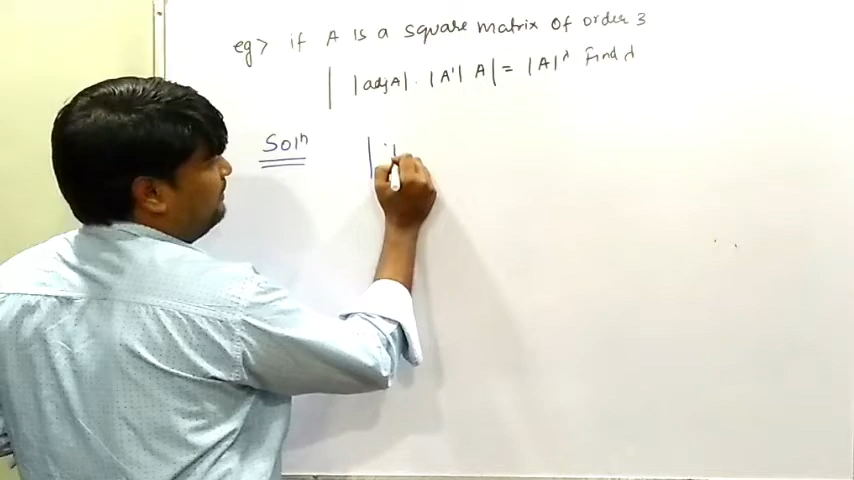 eg> if A is a square matrix of order 3
| |adjA| . |A'| A| = |A|^λ find λ
Solⁿ
|